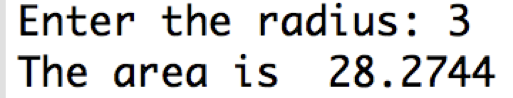 Enter the radius: 3
The area is  28.2744